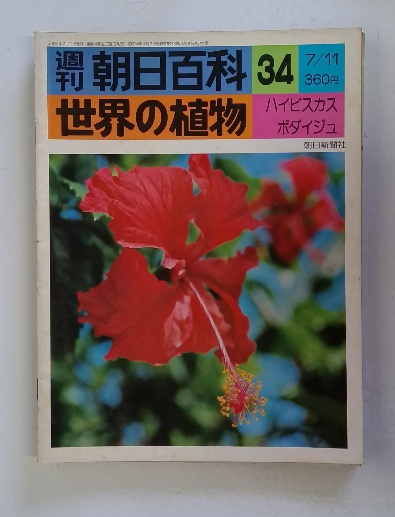 週刊 朝日百科 34 7/11
360円
世界の植物 ハイビスカス
ボダイジュ
朝日新聞社